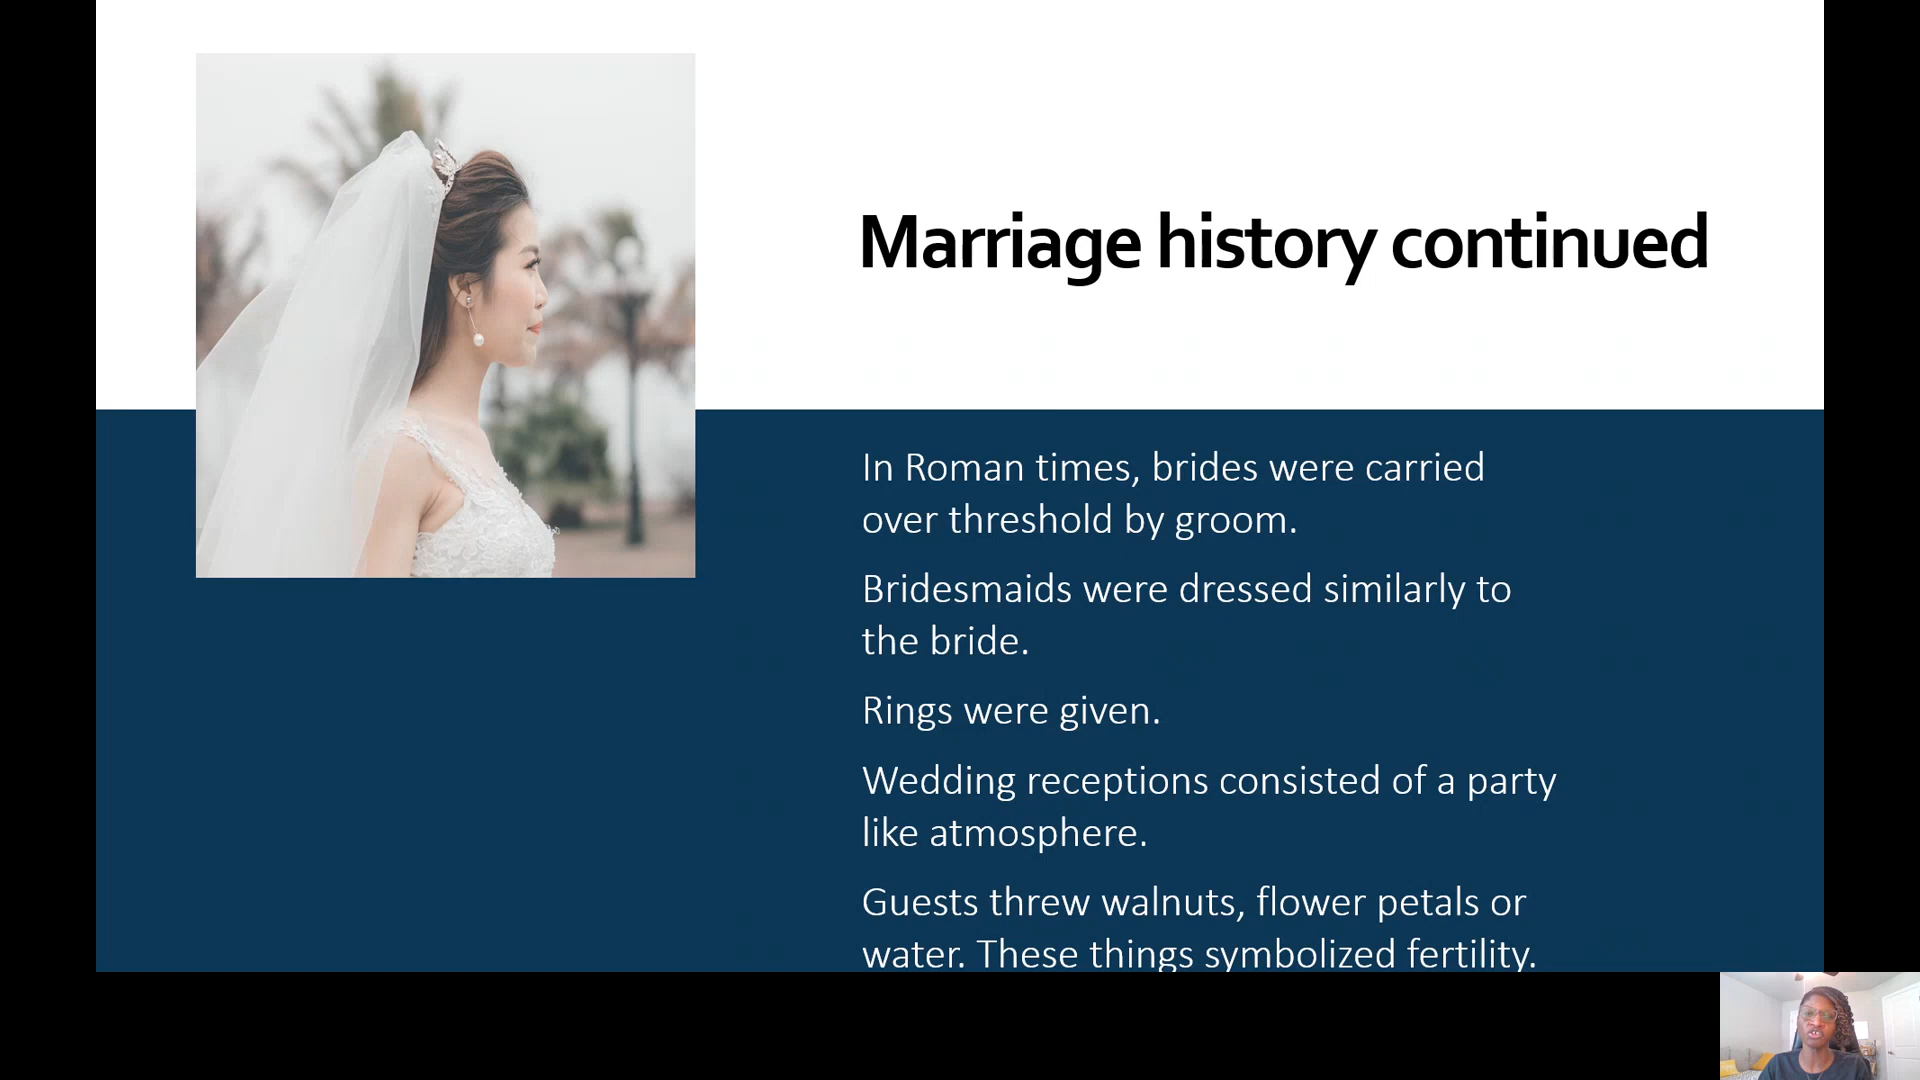 Marriage history continued
In Roman times, brides were carried
over threshold by groom.
Bridesmaids were dressed similarly to
the bride.
Rings were given.
Wedding receptions consisted of a party
like atmosphere.
Guests threw walnuts, flower petals or
water. These things symbolized fertility.